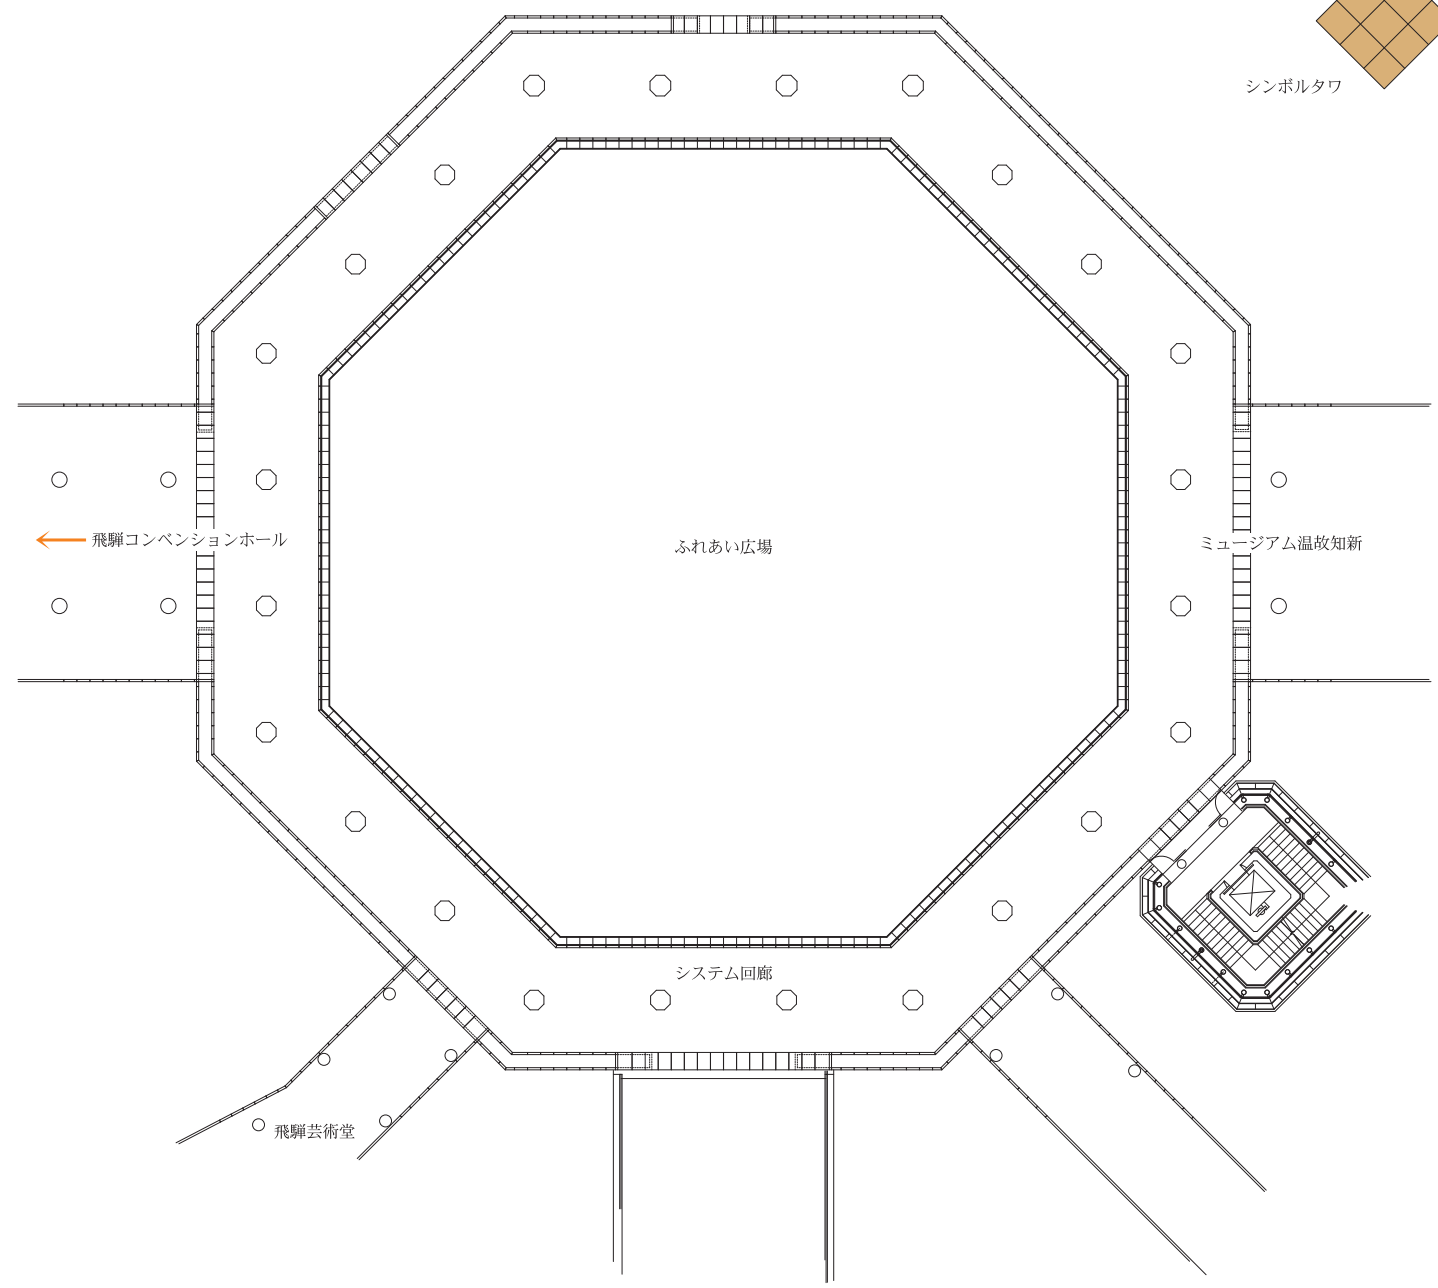 シンボルタワ
飛騨コンベンションホール
ふれあい広場
ミュージアム温故知新
システム回廊
飛騨芸術堂